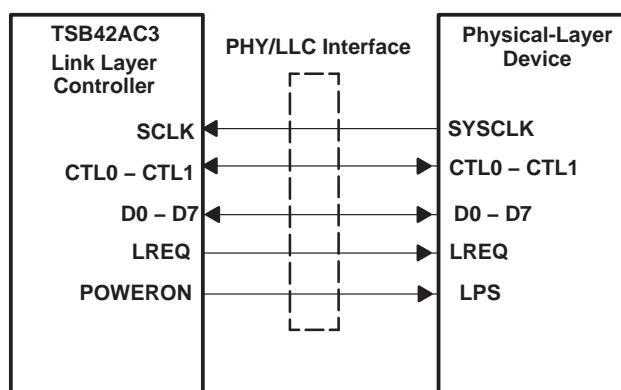 TSB42AC3
Link Layer
Controller
PHY/LLC Interface
Physical-Layer
Device
SCLK
SYSCLK
CTL0 – CTL1
CTL0 – CTL1
D0 – D7
D0 – D7
LREQ
LREQ
POWERON
LPS